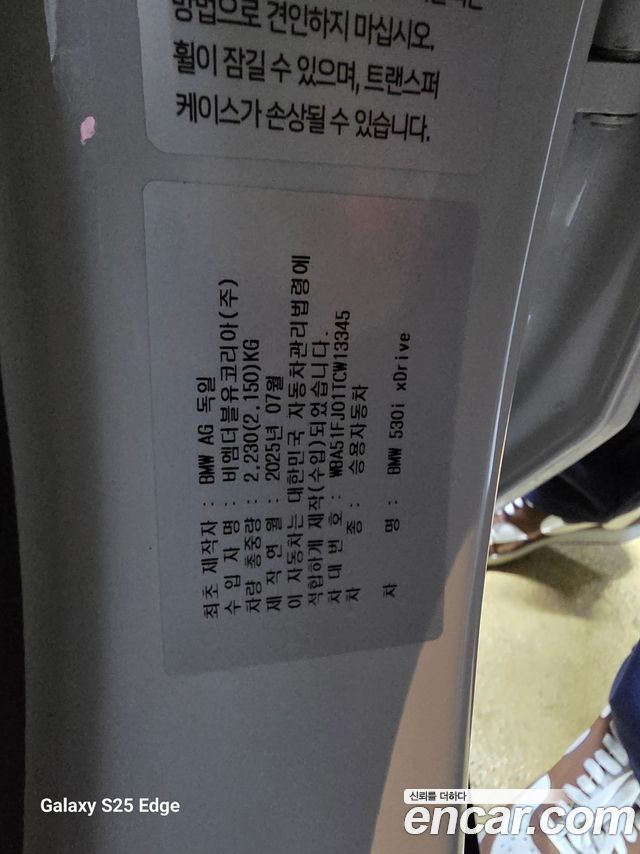 방법으로 견인하지 마십시오.
휠이 잠길 수 있으며, 트랜스퍼
케이스가 손상될 수 있습니다.
최초 제작자 : BMW AG 독일
수 입 자 명 : 비엠더블유코리아(주)
차량 총중량 : 2,230(2,150)KG
제 작 연 월 : 2025년 07월
이 자동차는 대한민국 자동차관리법령에
적합하게 제작(수입)되었습니다.
차 대 번 호 : WBA51FJ01TCW13345
차 종 : 승용자동차
차 명 : BMW 530i xDrive
Galaxy S25 Edge
신뢰를 더하다
encar.com